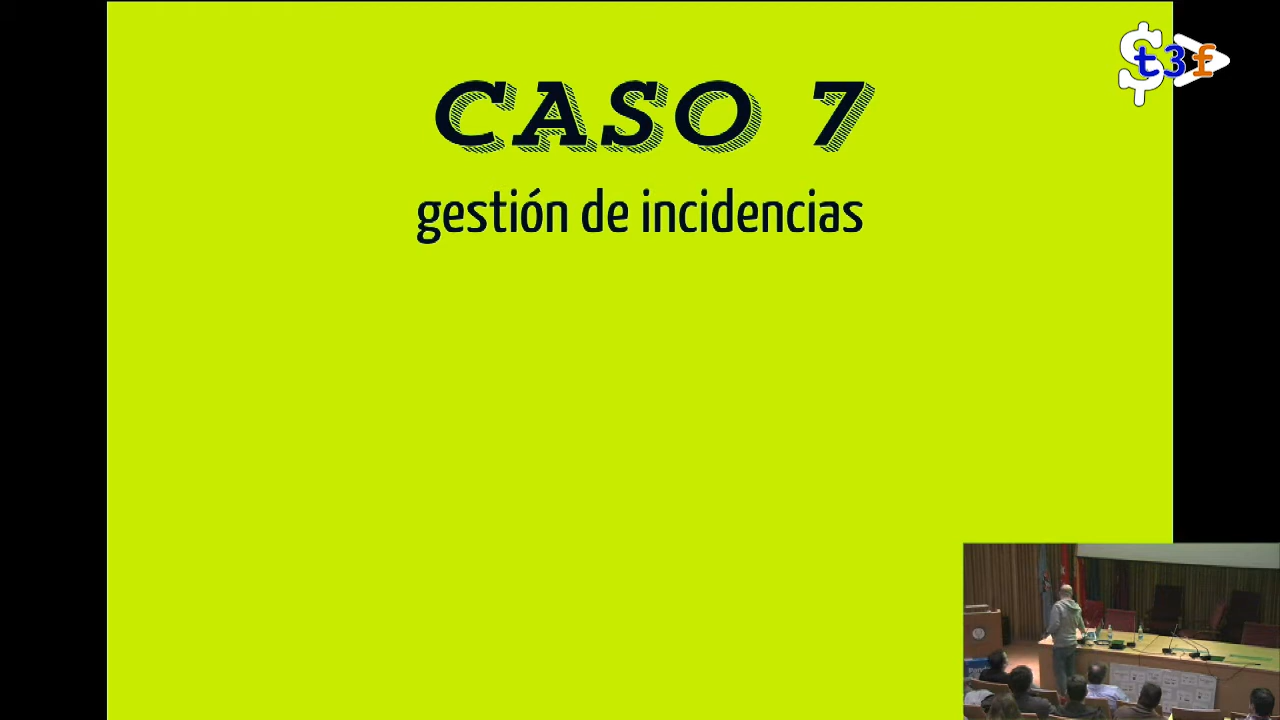 CASO 7
gestión de incidencias
$t3f